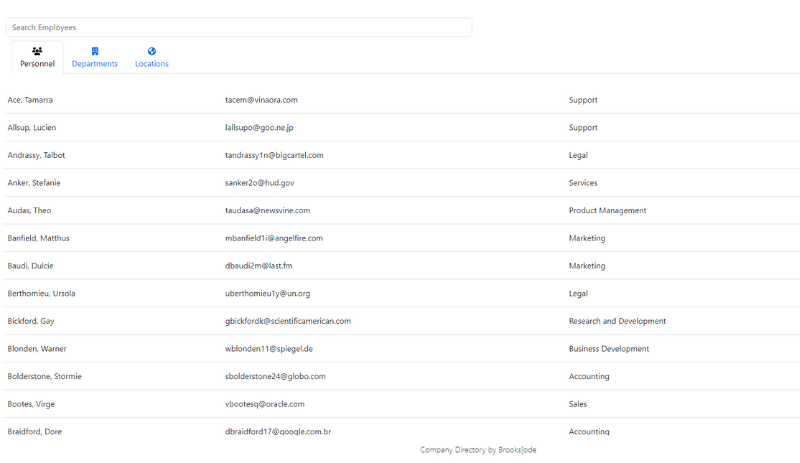 Search Employees
Personnel Departments Locations
Ace, Tamarra tacem@vinaora.com Support
Allsup, Lucien lallsupo@goo.ne.jp Support
Andrassy, Talbot tandrassy1n@bigcartel.com Legal
Anker, Stefanie sanker2o@hud.gov Services
Audas, Theo taudasa@newsvine.com Product Management
Banfield, Matthus mbanfield1i@angelfire.com Marketing
Baudi, Dulcie dbaudi2m@last.fm Marketing
Berthomieu, Ursola uberthomieu1y@un.org Legal
Bickford, Gay gbickfordk@scientificamerican.com Research and Development
Blonden, Warner wblonden11@spiegel.de Business Development
Bolderstone, Stormie sbolderstone24@globo.com Accounting
Bootes, Virge vbootesq@oracle.com Sales
Braidford, Dore dbraidford17@google.com.br Accounting
Company Directory by Brooks[ode